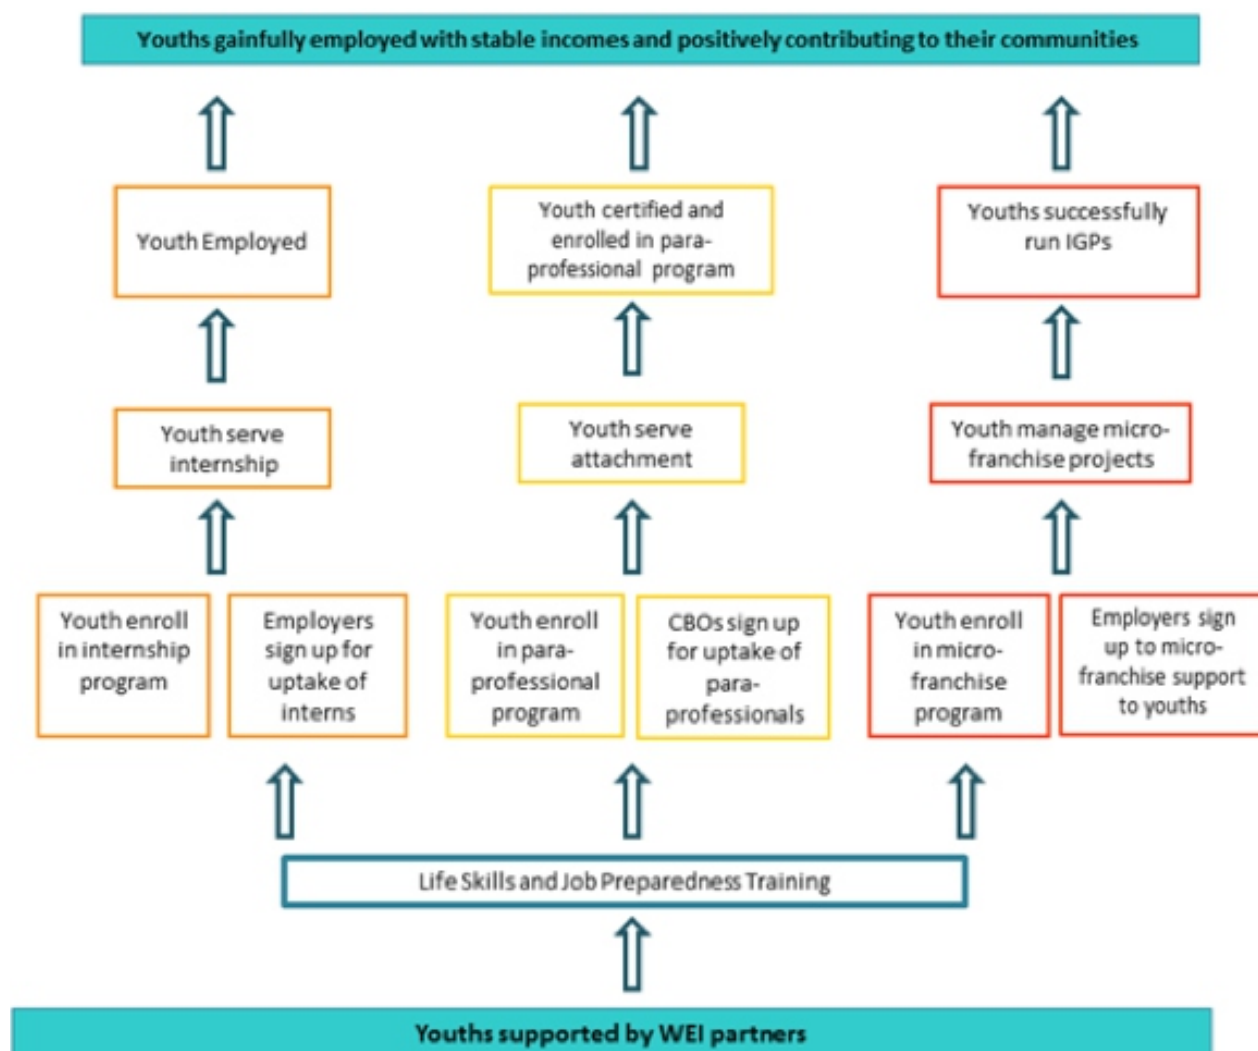 Youths gainfully employed with stable incomes and positively contributing to their communities
Youth Employed
Youth certified and
enrolled in para-
professional program
Youths successfully
run IGPs
Youth serve
internship
Youth serve
attachment
Youth manage micro-
franchise projects
Youth enroll
in internship
program
Employers
sign up for
uptake of
interns
Youth enroll
in para-
professional
program
CBOs sign up
for uptake of
para-
professionals
Youth enroll
in micro-
franchise
program
Employers sign
up to micro-
franchise support
to youths
Life Skills and Job Preparedness Training
Youths supported by WEI partners